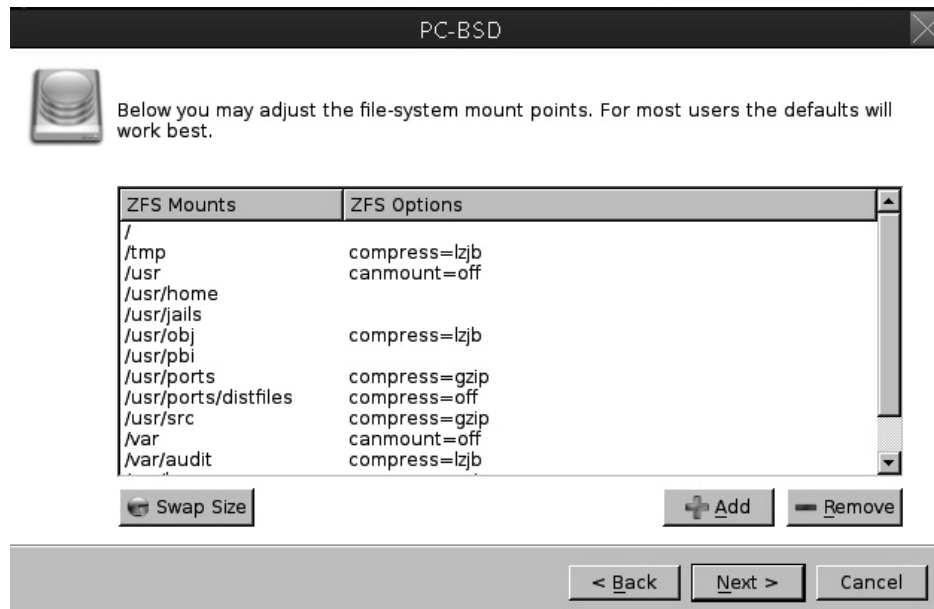 PC-BSD
Below you may adjust the file-system mount points. For most users the defaults will
work best.
ZFS Mounts ZFS Options
/
/tmp compress=lzjb
/usr canmount=off
/usr/home
/usr/jails
/usr/obj compress=lzjb
/usr/pbi
/usr/ports compress=gzip
/usr/ports/distfiles compress=off
/usr/src compress=gzip
/var canmount=off
/var/audit compress=lzjb
Swap Size Add Remove
< Back Next > Cancel